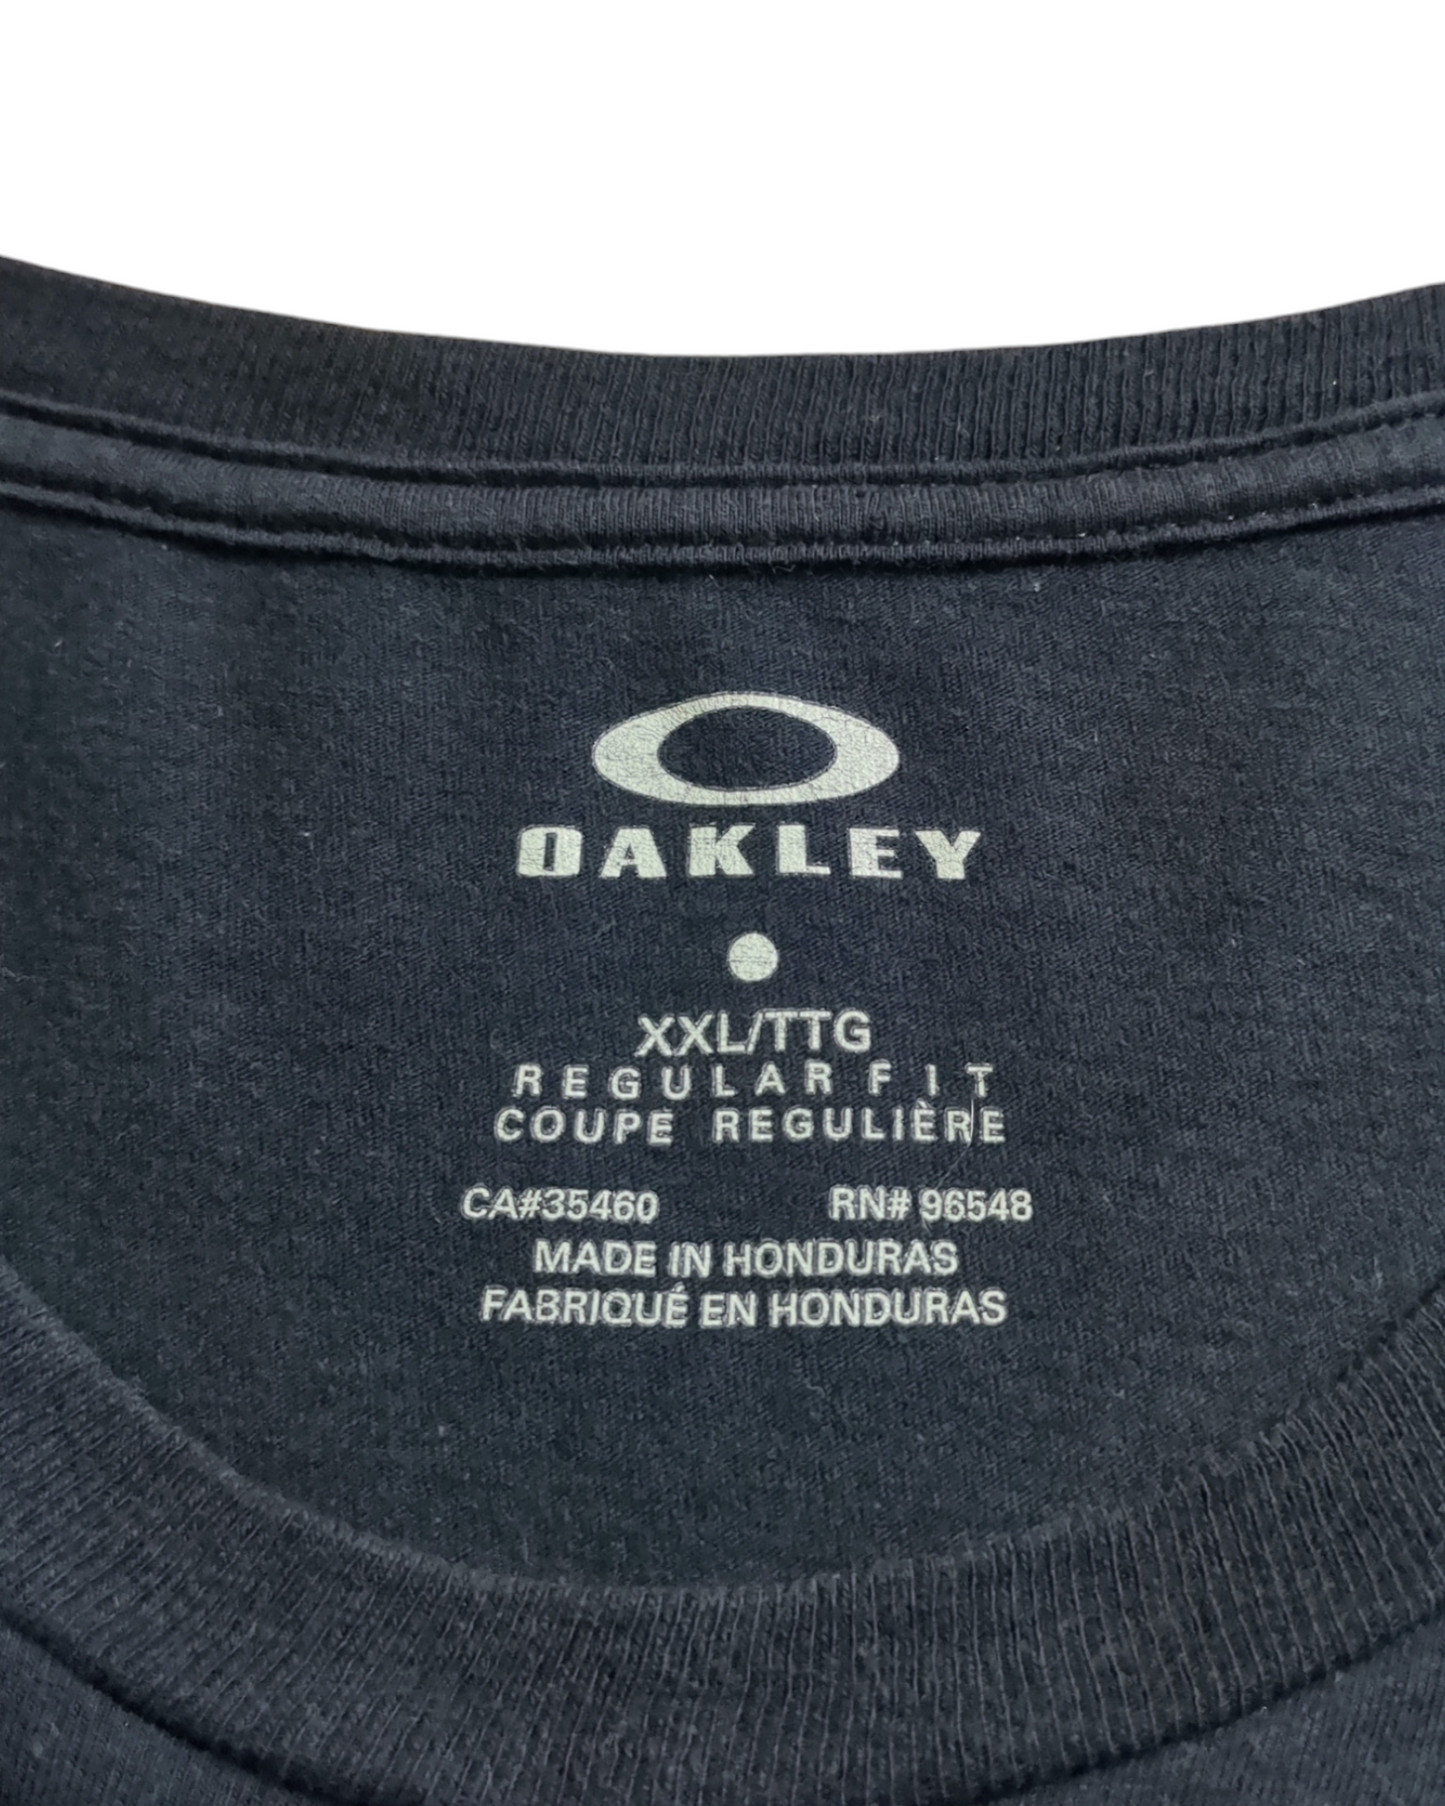 OAKLEY
XXL/TTG
REGULAR FIT
COUPE REGULIÈRE
CA#35460 RN# 96548
MADE IN HONDURAS
FABRIQUÉ EN HONDURAS